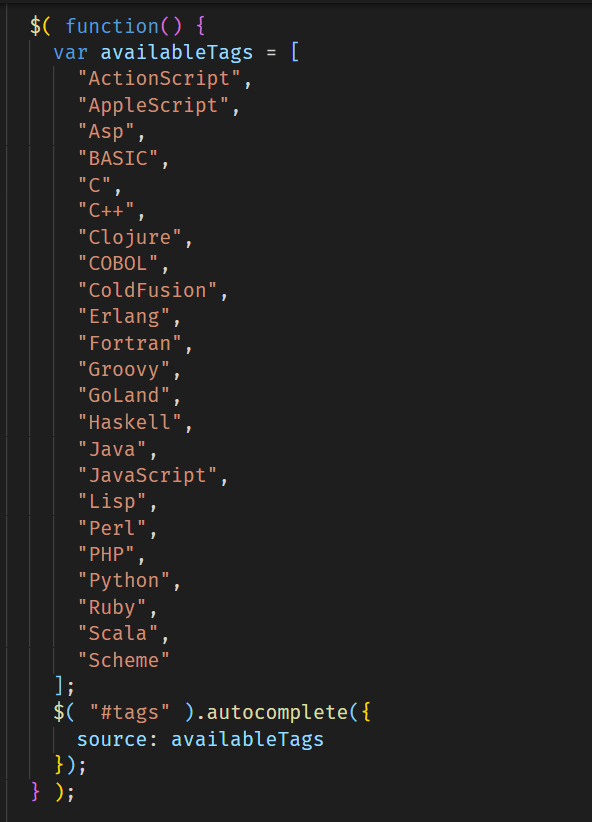 $( function() {
  var availableTags = [
    "ActionScript",
    "AppleScript",
    "Asp",
    "BASIC",
    "C",
    "C++",
    "Clojure",
    "COBOL",
    "ColdFusion",
    "Erlang",
    "Fortran",
    "Groovy",
    "GoLand",
    "Haskell",
    "Java",
    "JavaScript",
    "Lisp",
    "Perl",
    "PHP",
    "Python",
    "Ruby",
    "Scala",
    "Scheme"
  ];
  $( "#tags" ).autocomplete({
    source: availableTags
  });
} );